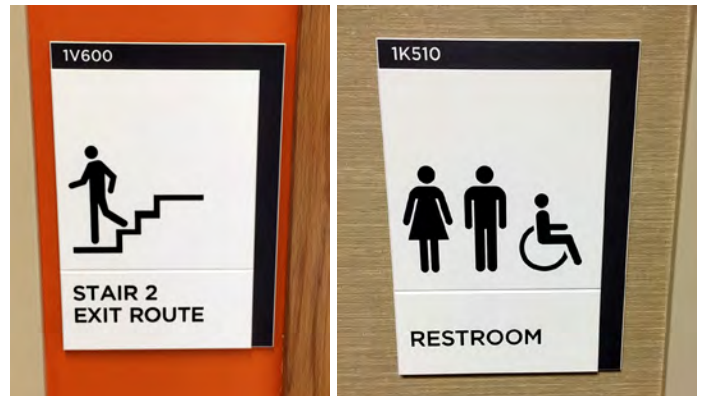 1V600
STAIR 2
EXIT ROUTE
1K510
RESTROOM